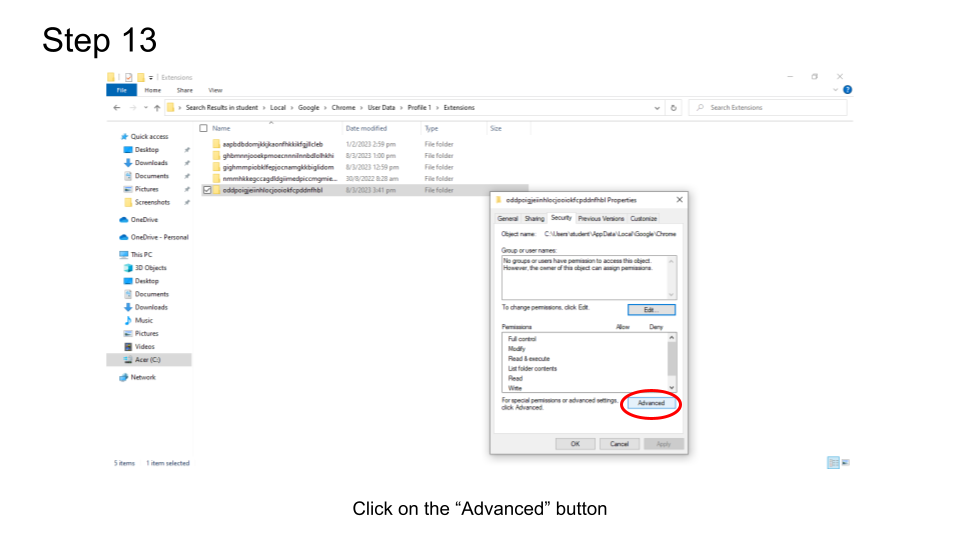 Step 13
Extensions
File Home Share View
Search Results in student > Local > Google > Chrome > User Data > Profile 1 > Extensions
Search Extensions
Name Date modified Type Size
1/2/2023 2:59 pm File folder
8/3/2023 1:00 pm File folder
8/3/2023 12:59 pm File folder
30/8/2022 9:28 am File folder
oddpoigjeiinhlocjooiokfcpddnfhbl 8/3/2023 3:41 pm File folder
Quick access
Desktop
Downloads
Documents
Pictures
Screenshots
OneDrive
OneDrive - Personal
This PC
3D Objects
Desktop
Documents
Downloads
Music
Pictures
Videos
Acer (C:)
Network
5 items 1 item selected
oddpoigjeiinhlocjooiokfcpddnfhbl Properties
General Sharing Security Previous Versions Customize
Object name: C:\Users\student\AppData\Local\Google\Chrome
Group or user names:
No groups or users have permission to access this object.
However, the owner of this object can assign permissions.
To change permissions, click Edit. Edit...
Permissions Allow Deny
Full control
Modify
Read & execute
List folder contents
Read
Write
For special permissions or advanced settings,
click Advanced.
Advanced
OK Cancel Apply
Click on the “Advanced” button